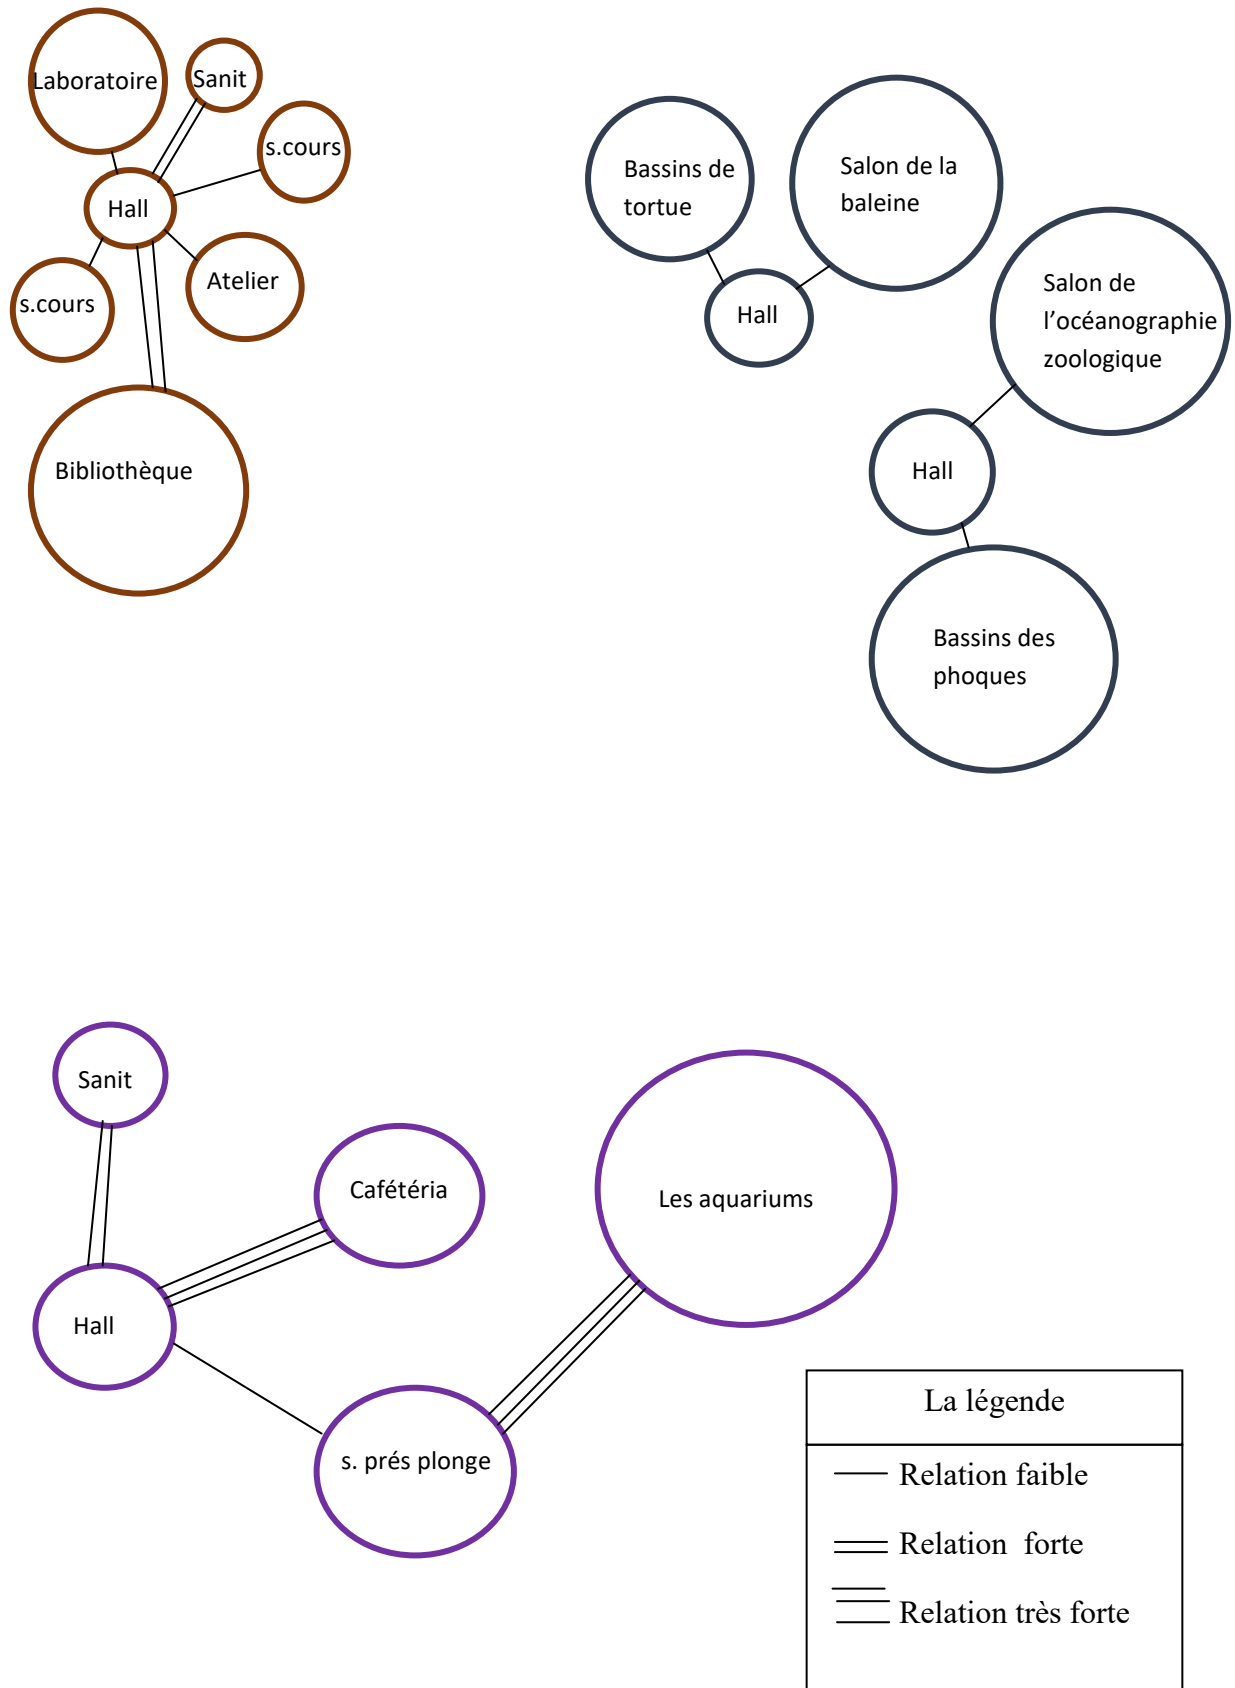 Laboratoire
Sanit
s.cours
Hall
s.cours
Atelier
Bibliothèque
Bassins de
tortue
Salon de la
baleine
Hall
Salon de
l’océanographie
zoologique
Hall
Bassins des
phoques
Sanit
Cafétéria
Les aquariums
Hall
s. prés plonge
La légende
Relation faible
Relation forte
Relation très forte